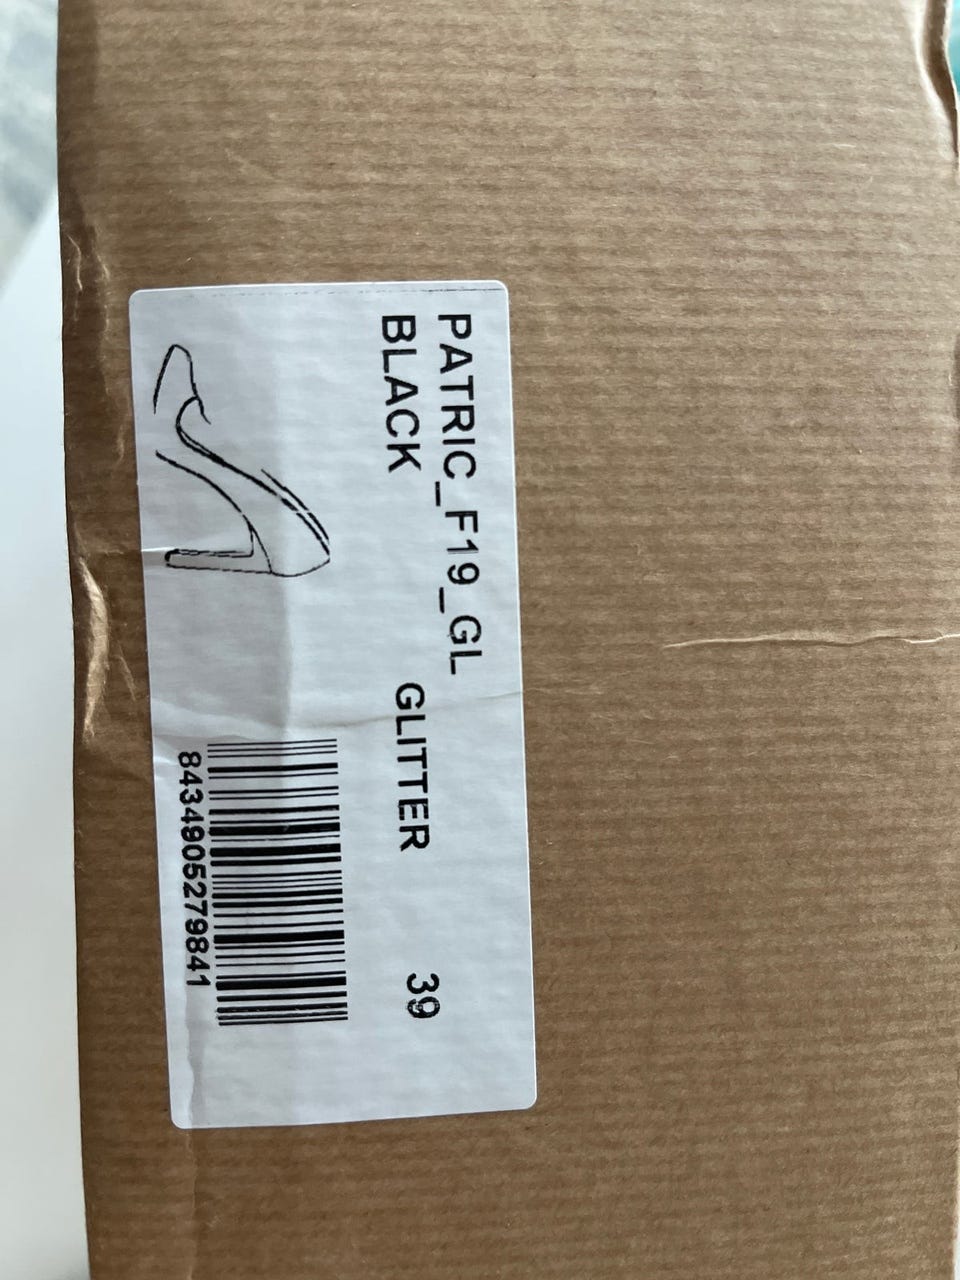 PATRIC_F19_GL
BLACK GLITTER 39
8434905279841